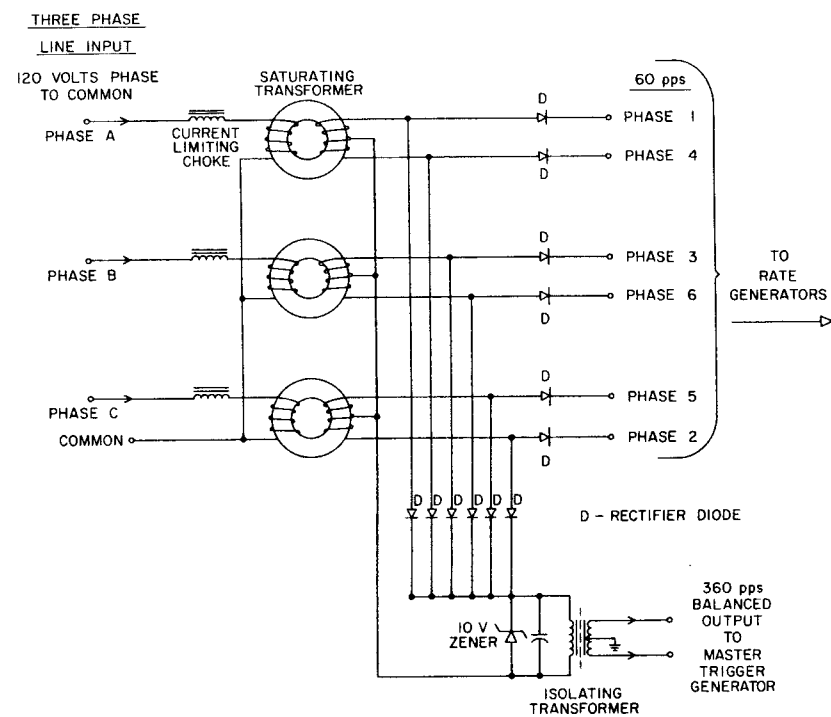 THREE PHASE
LINE INPUT
120 VOLTS PHASE
TO COMMON
SATURATING
TRANSFORMER
60 pps
PHASE A
CURRENT
LIMITING
CHOKE
D
PHASE 1
D
PHASE 4
PHASE B
D
PHASE 3
D
PHASE 6
TO
RATE
GENERATORS
PHASE C
COMMON
D
PHASE 5
D
PHASE 2
D D D D D D
D – RECTIFIER DIODE
10 V
ZENER
ISOLATING
TRANSFORMER
360 pps
BALANCED
OUTPUT
TO
MASTER
TRIGGER
GENERATOR